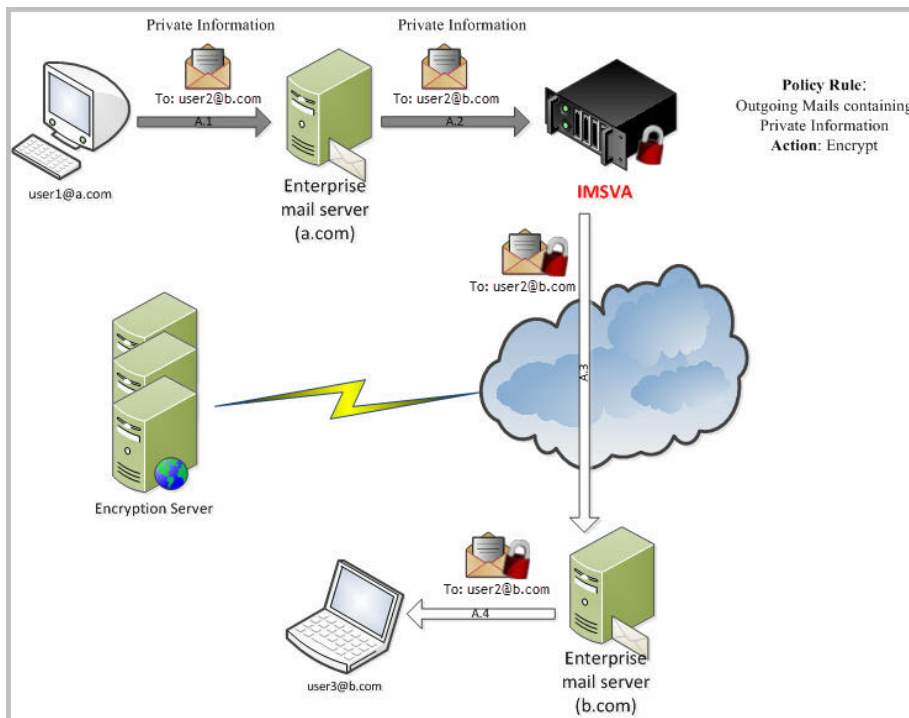 Private Information
Private Information
To: user2@b.com
To: user2@b.com
A.1
A.2
Policy Rule:
Outgoing Mails containing
Private Information
Action: Encrypt
user1@a.com
Enterprise
mail server
(a.com)
IMSVA
To: user2@b.com
A.3
Encryption Server
To: user2@b.com
A.4
user3@b.com
Enterprise
mail server
(b.com)